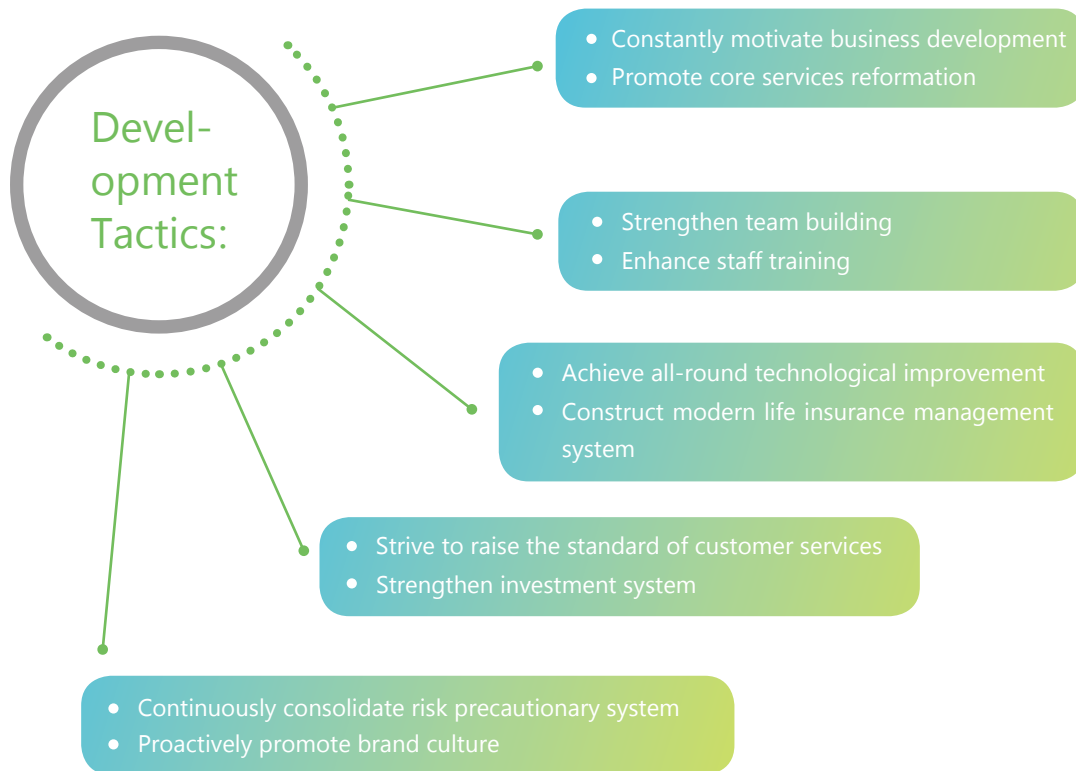 Devel-
opment
Tactics:
• Constantly motivate business development
• Promote core services reformation
• Strengthen team building
• Enhance staff training
• Achieve all-round technological improvement
• Construct modern life insurance management
system
• Strive to raise the standard of customer services
• Strengthen investment system
• Continuously consolidate risk precautionary system
• Proactively promote brand culture